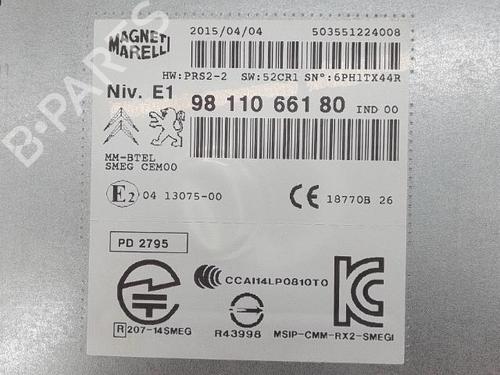 MAGNETI
MARELLI
2015/04/04 503551224008
HW:PRS2-2 SW:52CR1 SN°:6PH1TX44R
Niv. E1
98 110 661 80 IND 00
MM-BTEL
SMEG CEM00
E2 04 13075-00
CE 18770B 26
PD 2795
CCAI14LP0810T0
R 207-14SMEG
R43998
MSIP-CMM-RX2-SMEGI
B-PARTS